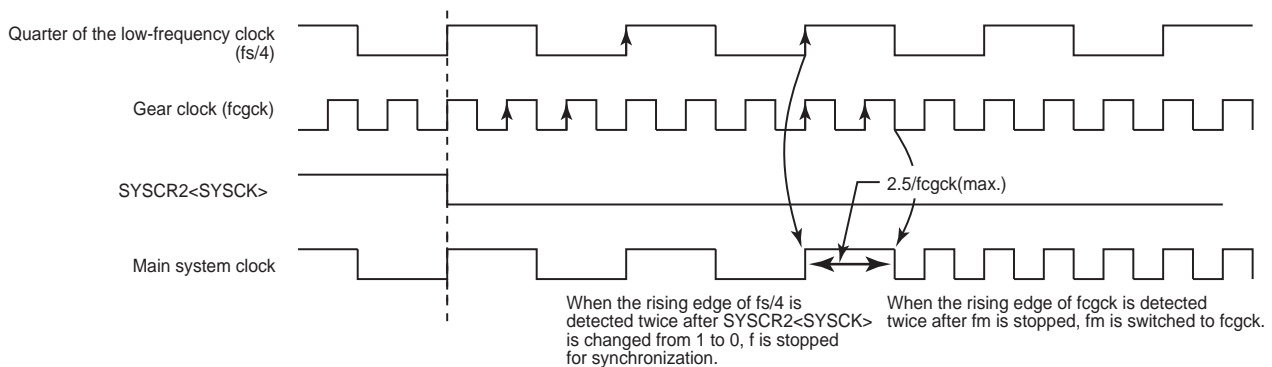 Quarter of the low-frequency clock
(fs/4)
Gear clock (fcgck)
SYSCR2<SYSCK>
2.5/fcgck(max.)
Main system clock
When the rising edge of fs/4 is
detected twice after SYSCR2<SYSCK>
is changed from 1 to 0, f is stopped
for synchronization.
When the rising edge of fcgck is detected
twice after fm is stopped, fm is switched to fcgck.